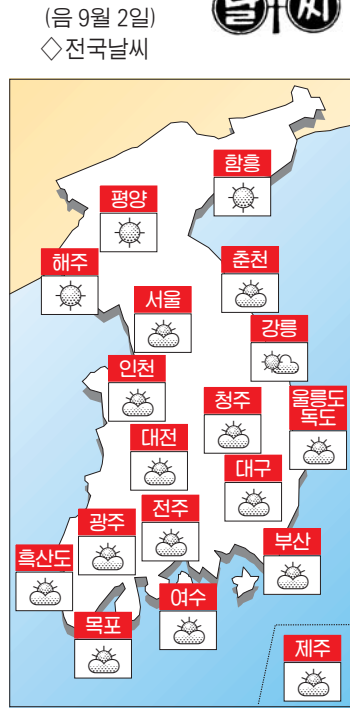 (음 9월 2일)
날씨
◇전국날씨
함흥
평양
해주
춘천
서울
강릉
인천
청주
울릉도
독도
대전
대구
전주
광주
부산
흑산도
여수
목포
제주